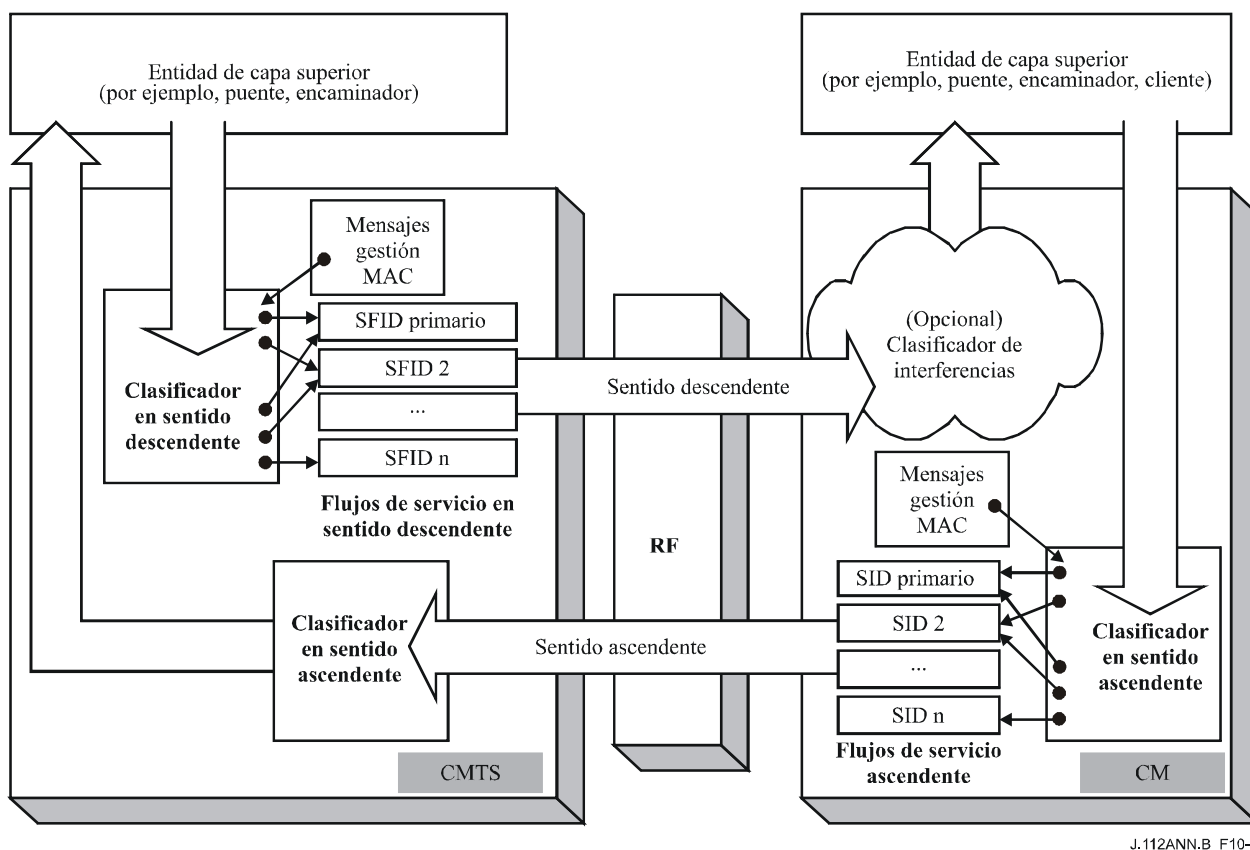 Entidad de capa superior
(por ejemplo, puente, encaminador)
Entidad de capa superior
(por ejemplo, puente, encaminador, cliente)
Mensajes
gestión
MAC
SFID primario
SFID 2
...
SFID n
Clasificador
en sentido
descendente
Flujos de servicio en
sentido descendente
Sentido descendente
(Opcional)
Clasificador de
interferencias
RF
Mensajes
gestión
MAC
SID primario
SID 2
...
SID n
Clasificador
en sentido
ascendente
Flujos de servicio
ascendente
Sentido ascendente
Clasificador
en sentido
ascendente
CMTS
CM
J.112ANN.B_F10-